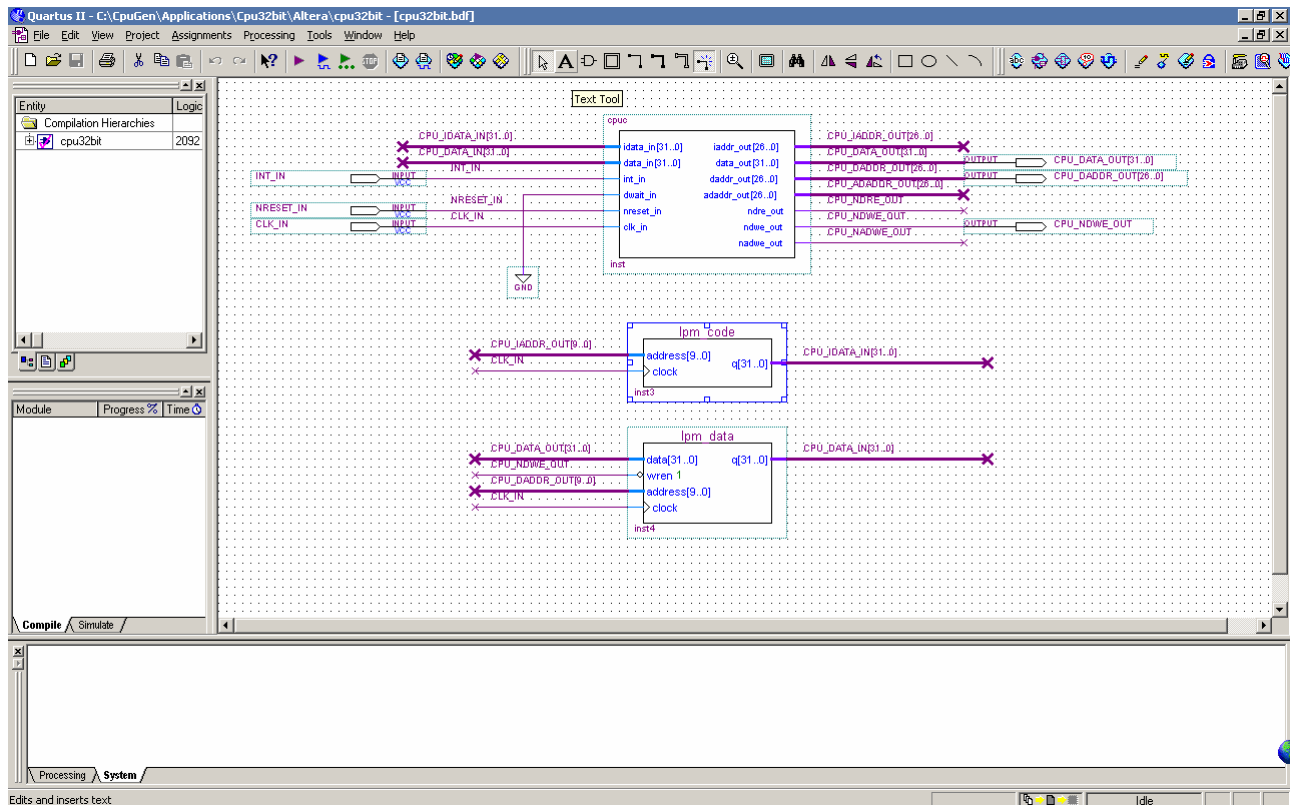 Quartus II - C:\CpuGen\Applications\Cpu32bit\Altera\cpu32bit - [cpu32bit.bdf]
File Edit View Project Assignments Processing Tools Window Help
Text Tool
Entity Logic
Compilation Hierarchies
cpu32bit 2092
Module Progress % Time
Compile Simulate
cpuc
CPU_IDATA_IN[31..0] idata_in[31..0] iaddr_out[26..0] CPU_IADDR_OUT[26..0]
CPU_DATA_IN[31..0] data_in[31..0] data_out[31..0] CPU_DATA_OUT[31..0] OUTPUT CPU_DATA_OUT[31..0]
INT_IN INPUT VCC INT_IN int_in daddr_out[26..0] CPU_DADDR_OUT[26..0] OUTPUT CPU_DADDR_OUT[26..0]
dwait_in adaddr_out[26..0] CPU_ADADDR_OUT[26..0]
NRESET_IN INPUT VCC NRESET_IN nreset_in ndre_out CPU_NDRE_OUT
CLK_IN INPUT VCC CLK_IN clk_in ndwe_out CPU_NDWE_OUT OUTPUT CPU_NDWE_OUT
nadwe_out CPU_NADWE_OUT
inst
GND
lpm_code
CPU_IADDR_OUT[9..0] address[9..0] q[31..0] CPU_IDATA_IN[31..0]
CLK_IN clock
inst3
lpm_data
CPU_DATA_OUT[31..0] data[31..0] q[31..0] CPU_DATA_IN[31..0]
CPU_NDWE_OUT wren 1
CPU_DADDR_OUT[9..0] address[9..0]
CLK_IN clock
inst4
Processing System
Edits and inserts text Idle